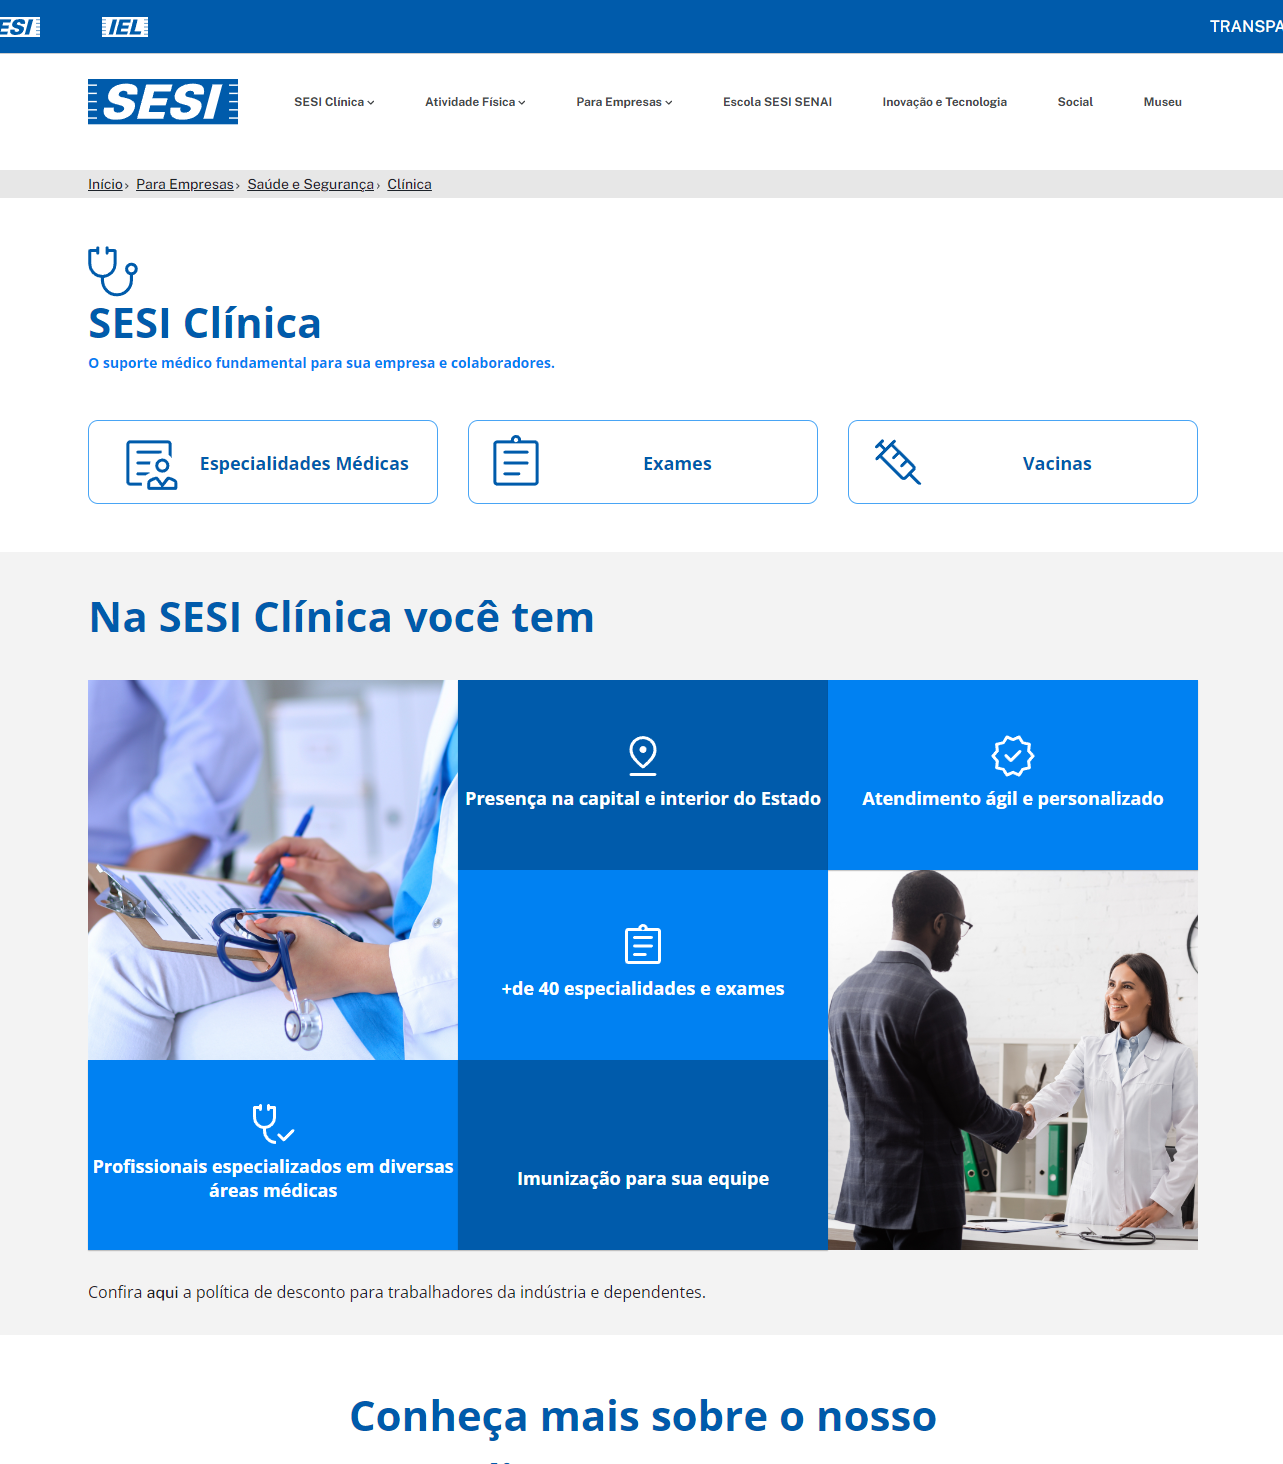 ESI IEL TRANSPA
SESI SESI Clínica Atividade Física Para Empresas Escola SESI SENAI Inovação e Tecnologia Social Museu
Início › Para Empresas › Saúde e Segurança › Clínica
SESI Clínica
O suporte médico fundamental para sua empresa e colaboradores.
Especialidades Médicas
Exames
Vacinas
Na SESI Clínica você tem
Presença na capital e interior do Estado
Atendimento ágil e personalizado
+de 40 especialidades e exames
Profissionais especializados em diversas
áreas médicas
Imunização para sua equipe
Confira aqui a política de desconto para trabalhadores da indústria e dependentes.
Conheça mais sobre o nosso